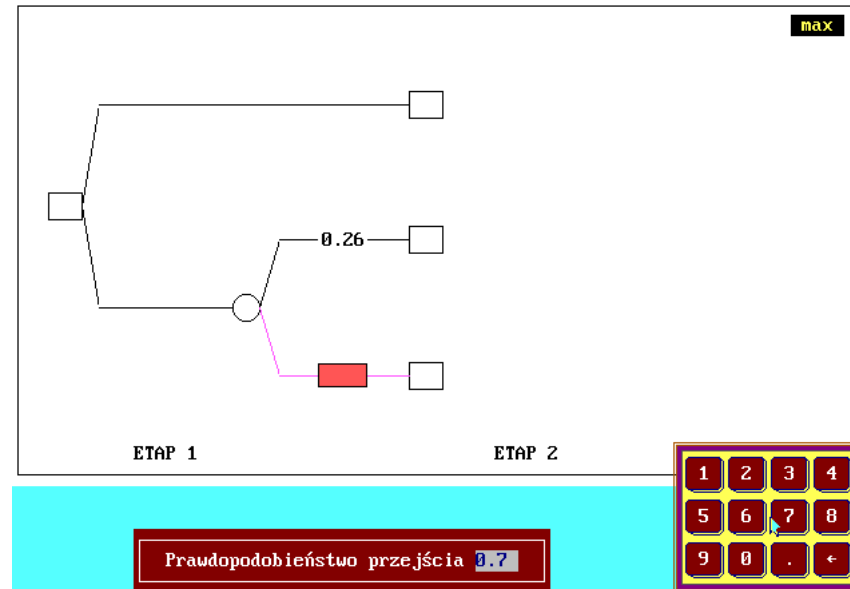 max
0.26
ETAP 1 ETAP 2
1 2 3 4
5 6 7 8
9 0 . ←
Prawdopodobieństwo przejścia 0.7